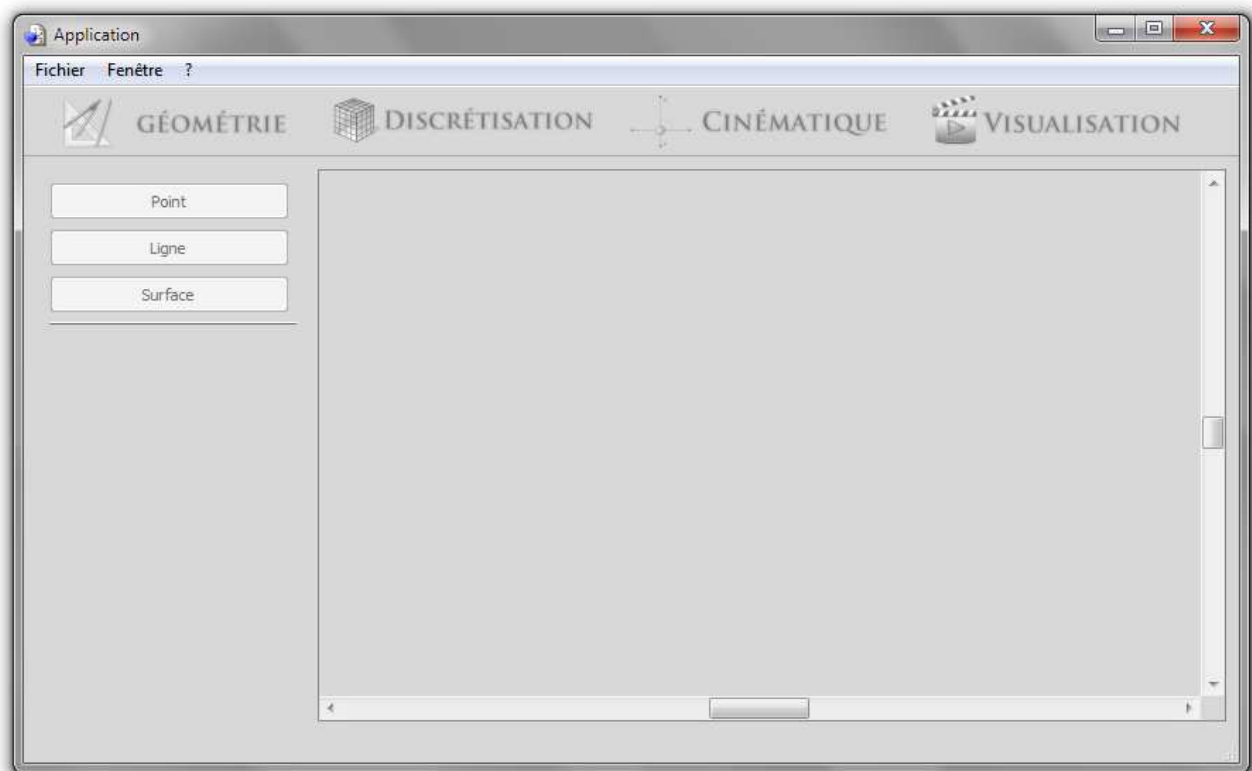 Application
Fichier Fenêtre ?
GÉOMÉTRIE DISCRÉTISATION CINÉMATIQUE VISUALISATION
Point
Ligne
Surface